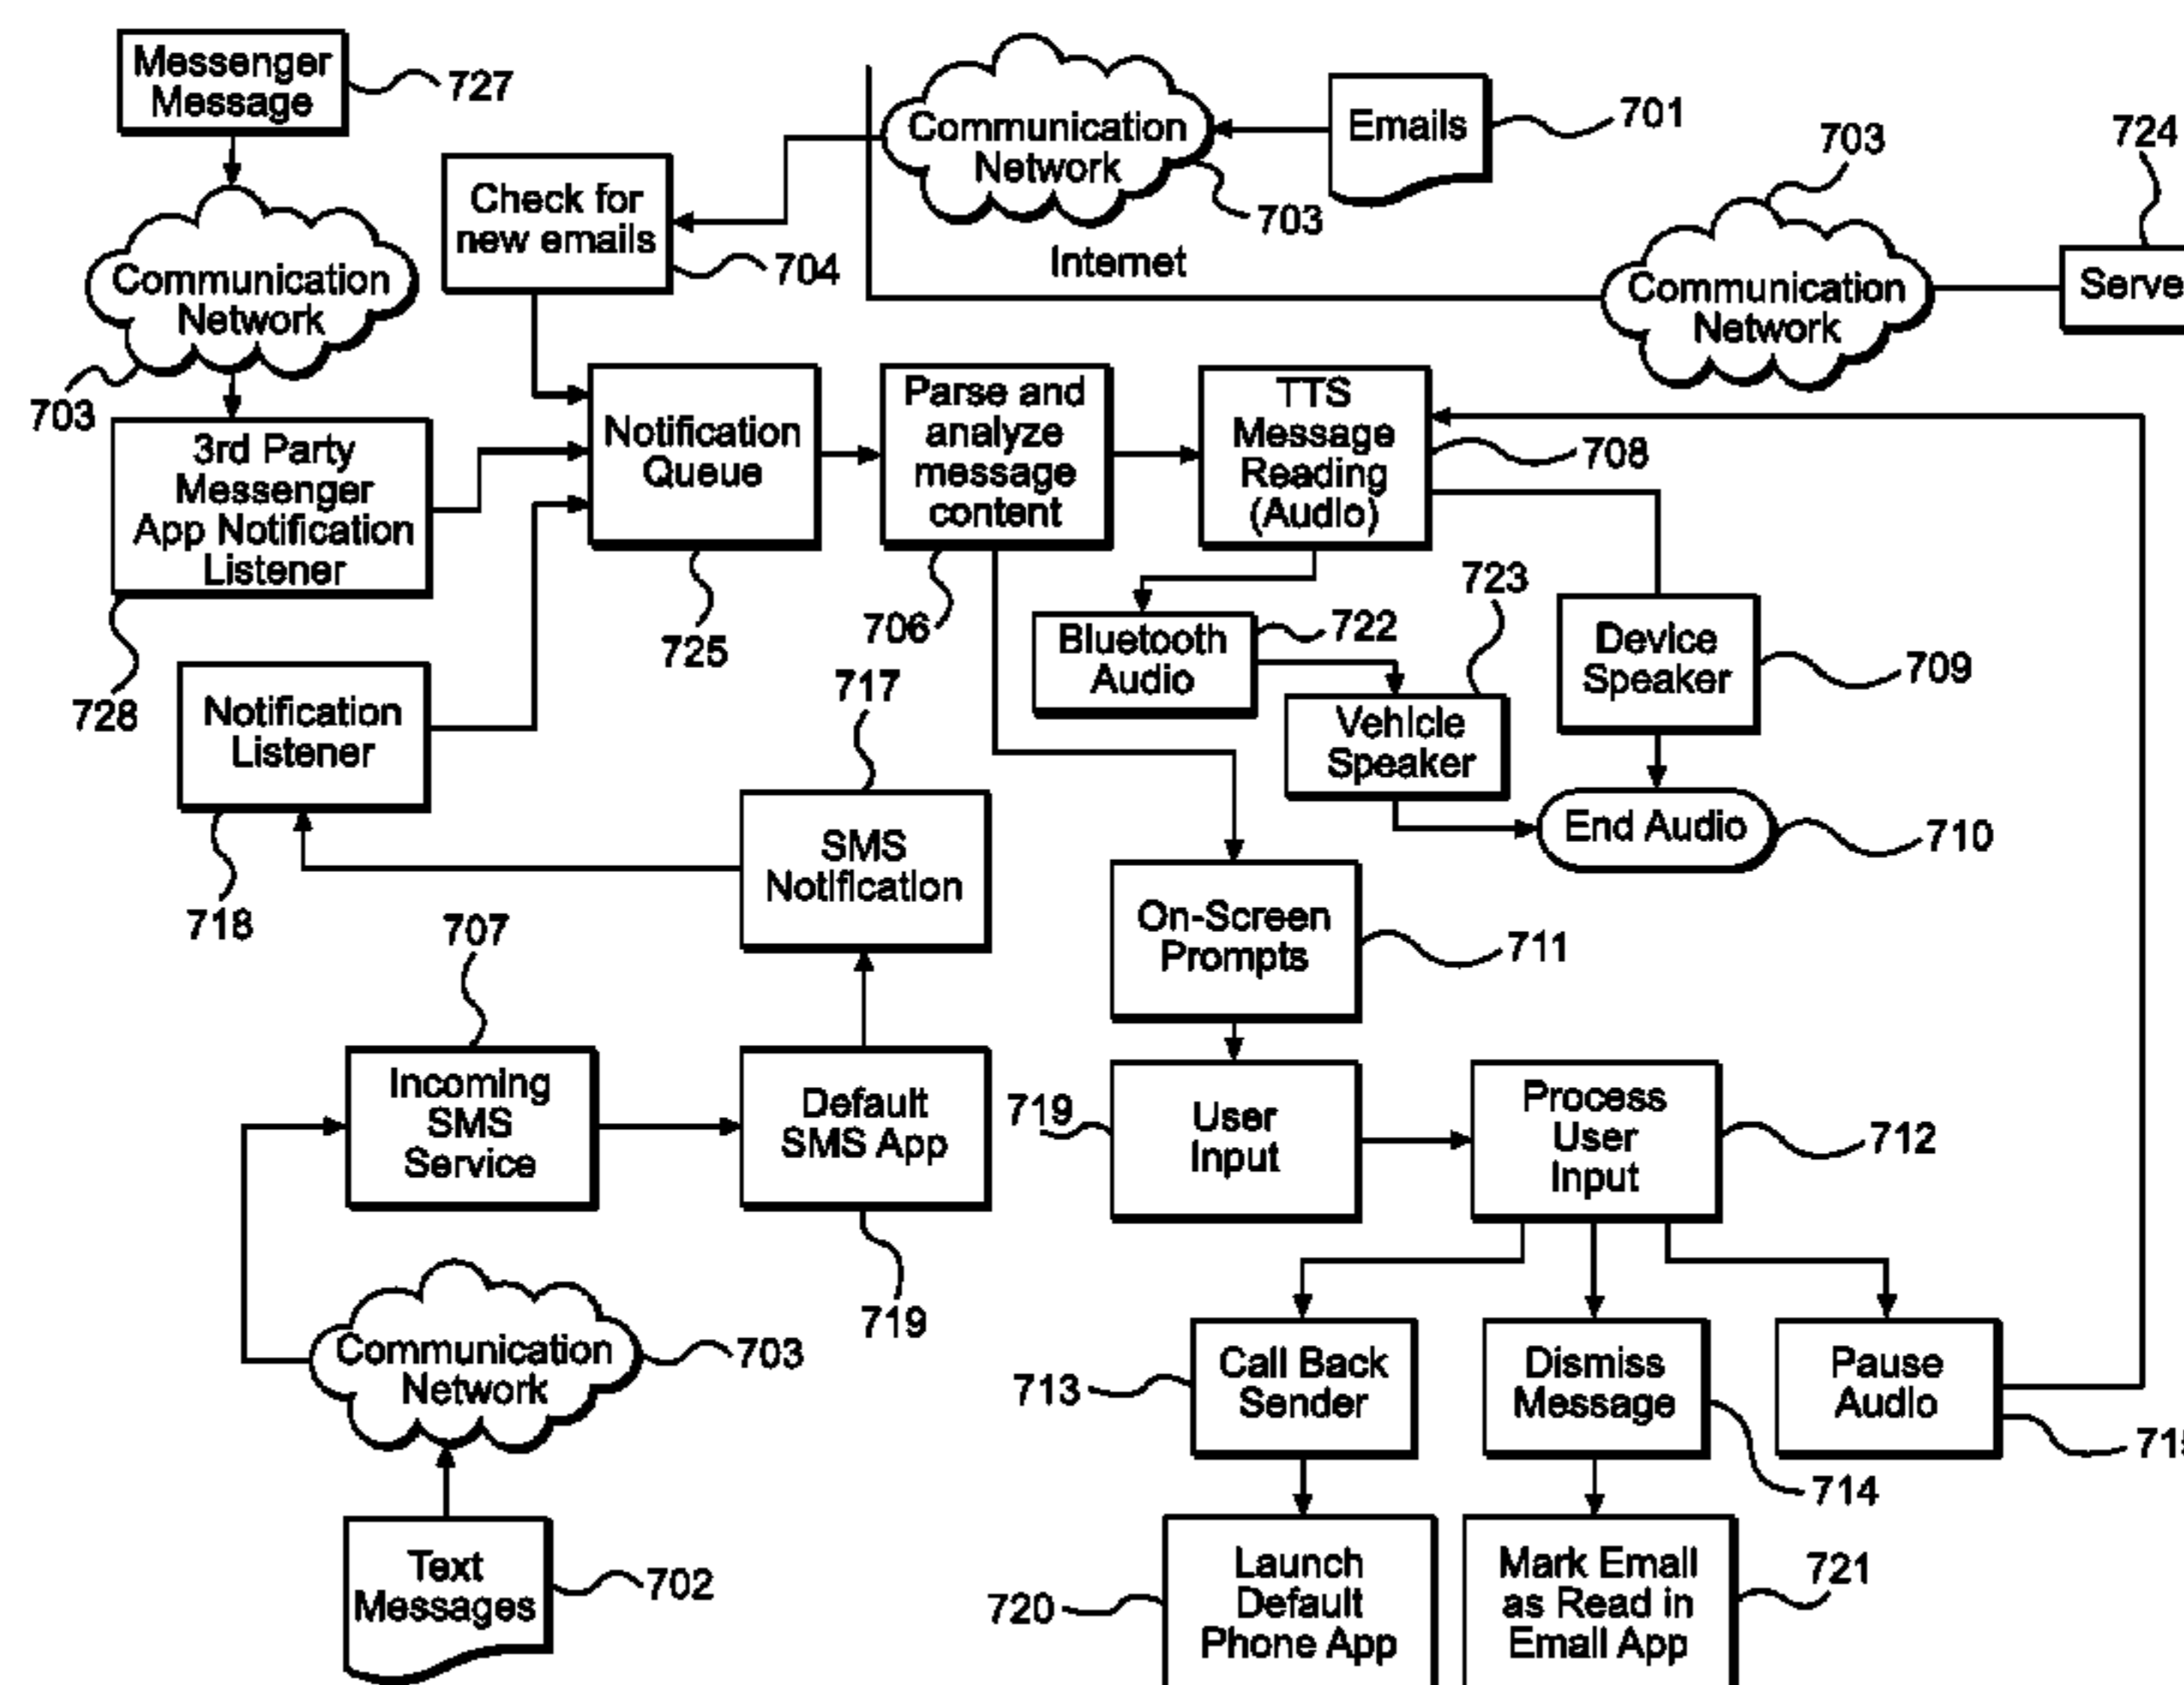 Messenger
Message
727
Communication
Network
703
3rd Party
Messenger
App Notification
Listener
728
Check for
new emails
704
Communication
Network
703
Internet
Emails
701
703
Communication
Network
724
Serve
Notification
Queue
725
Parse and
analyze
message
content
706
TTS
Message
Reading
(Audio)
708
Bluetooth
Audio
722
723
Vehicle
Speaker
Device
Speaker
709
End Audio
710
Notification
Listener
718
717
SMS
Notification
On-Screen
Prompts
711
707
Incoming
SMS
Service
Default
SMS App
719
719
User
Input
Process
User
Input
712
Communication
Network
703
Text
Messages
702
713
Call Back
Sender
Dismiss
Message
714
Pause
Audio
720
Launch
Default
Phone App
Mark Email
as Read in
Email App
721